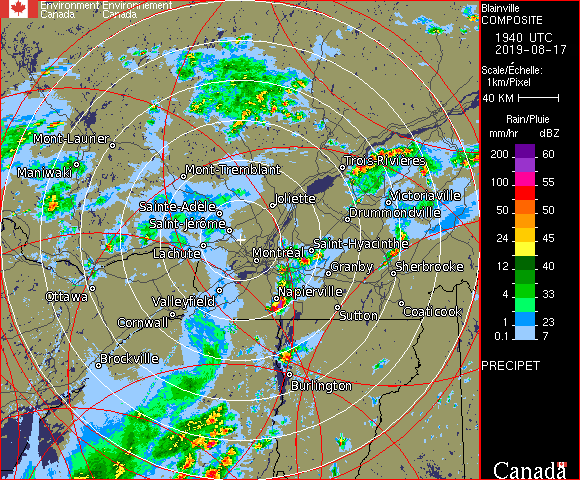 Environment Environnement
Canada Canada
Blainville
COMPOSITE
1940 UTC
2019-08-17
Scale/Échelle:
1km/Pixel
40 KM
Rain/Pluie
mm/hr dBZ
200 60
100 55
50 50
24 45
12 40
4 33
1 23
0.1 7
PRECIPET
Canada
Mont-Laurier
Maniwaki
Mont-Tremblant
Trois-Rivieres
Sainte-Adele
Joliette
Victoriaville
Drummondville
Saint-Jérome
Lachute
Montréal
Saint-Hyacinthe
Granby
Sherbrooke
Ottawa
Valleyfield
Napierville
Cornwall
Sutton
Coaticook
Brockville
Burlington